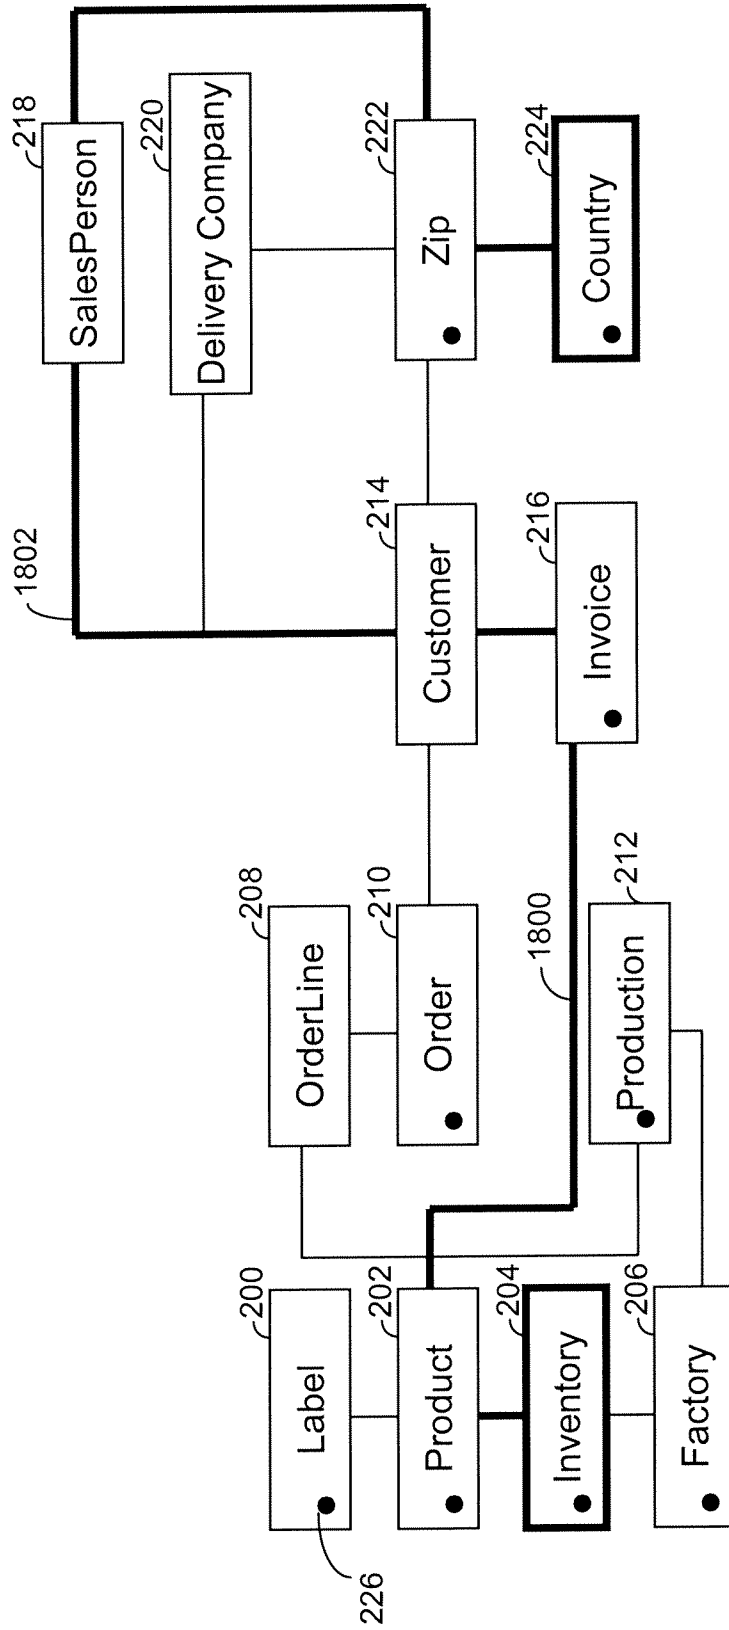 200
Label
226
202
Product
204
Inventory
206
Factory
208
OrderLine
210
Order
1800
212
Production
1802
214
Customer
216
Invoice
218
SalesPerson
220
Delivery Company
222
Zip
224
Country